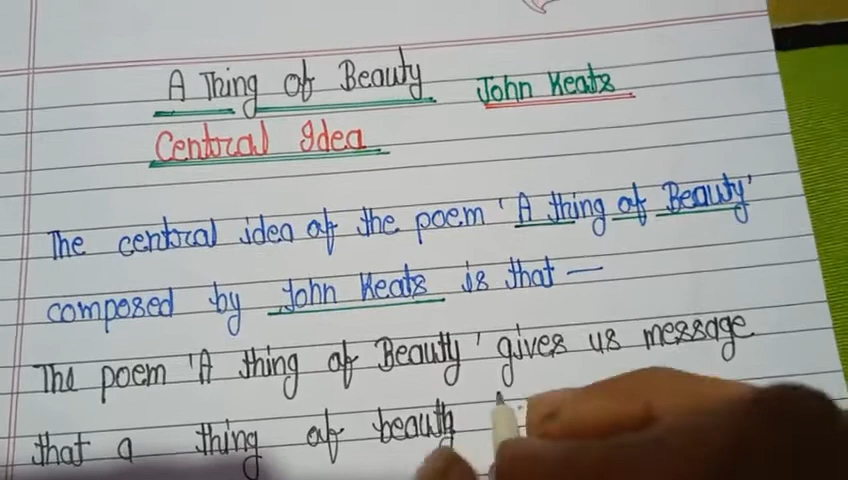 A Thing of Beauty John Keats
Central Idea
The central idea of the poem 'A thing of Beauty'
composed by John Keats is that —
The poem 'A thing of Beauty' gives us message
that a thing of beauty